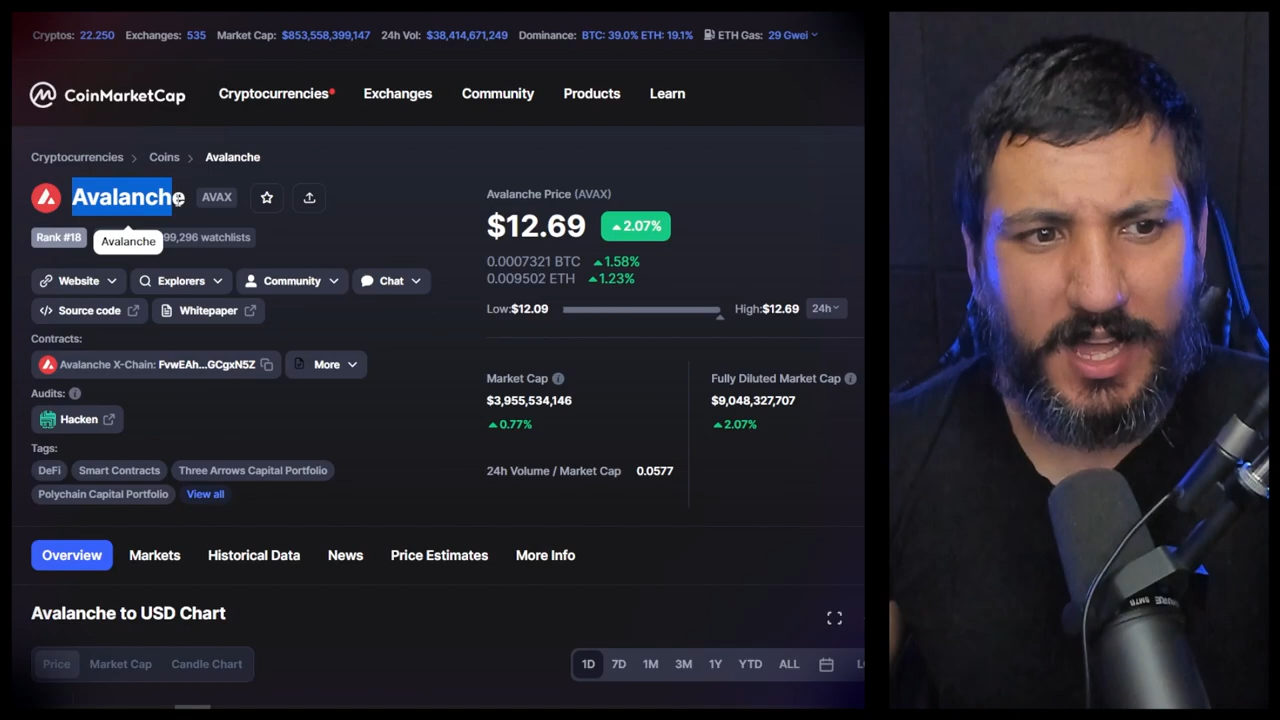 Cryptos: 22.250 Exchanges: 535 Market Cap: $853,558,399,147 24h Vol: $38,414,671,249 Dominance: BTC: 39.0% ETH: 19.1% ETH Gas: 29 Gwei
CoinMarketCap Cryptocurrencies Exchanges Community Products Learn
Cryptocurrencies Coins Avalanche
Avalanche AVAX
Rank #18 Avalanche 99,296 watchlists
Website Explorers Community Chat
Source code Whitepaper
Contracts:
Avalanche X-Chain: FvwEAh...GCgxN5Z More
Audits:
Hacken
Tags:
DeFi Smart Contracts Three Arrows Capital Portfolio
Polychain Capital Portfolio View all
Avalanche Price (AVAX)
$12.69 2.07%
0.0007321 BTC 1.58%
0.009502 ETH 1.23%
Low:$12.09 High:$12.69 24h
Market Cap Fully Diluted Market Cap
$3,955,534,146 $9,048,327,707
0.77% 2.07%
24h Volume / Market Cap 0.0577
Overview Markets Historical Data News Price Estimates More Info
Avalanche to USD Chart
Price Market Cap Candle Chart 1D 7D 1M 3M 1Y YTD ALL LO
SHURE SM7B